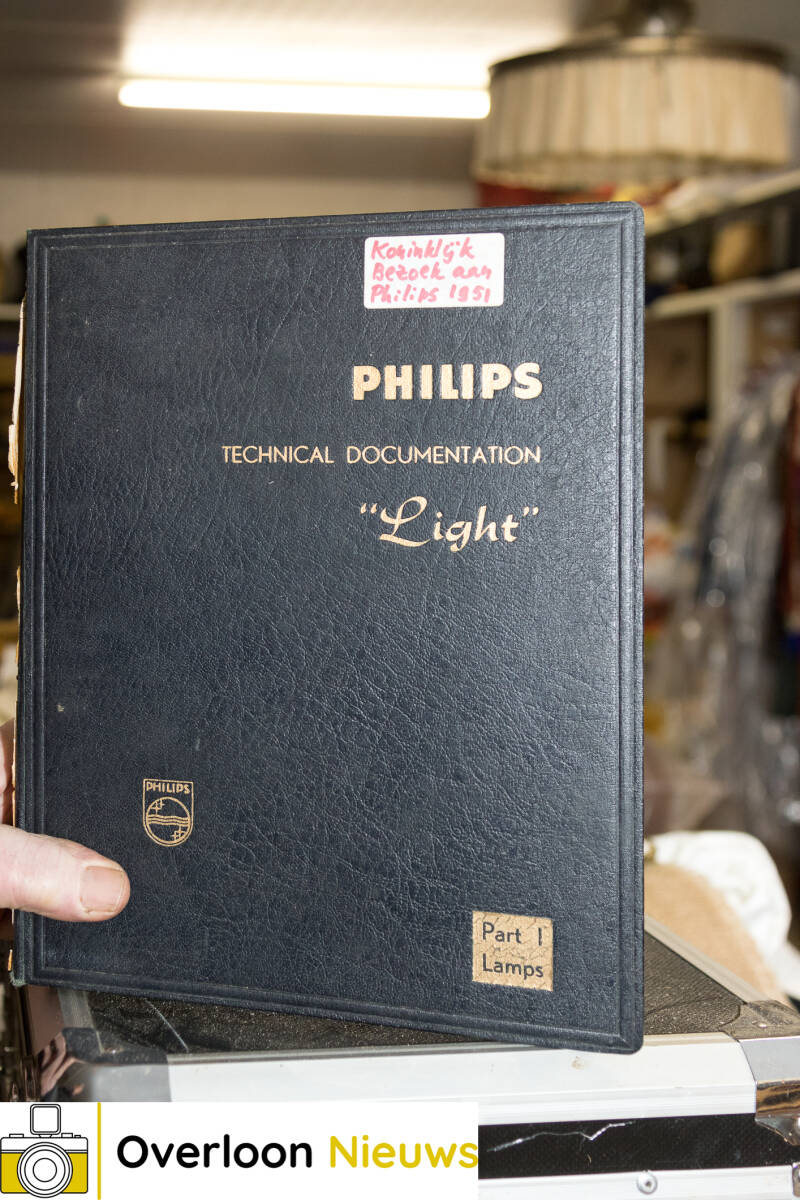 Koninklijk
Bezoek aan
Philips 1951
PHILIPS
TECHNICAL DOCUMENTATION
"Light"
PHILIPS
Part I
Lamps
Overloon Nieuws